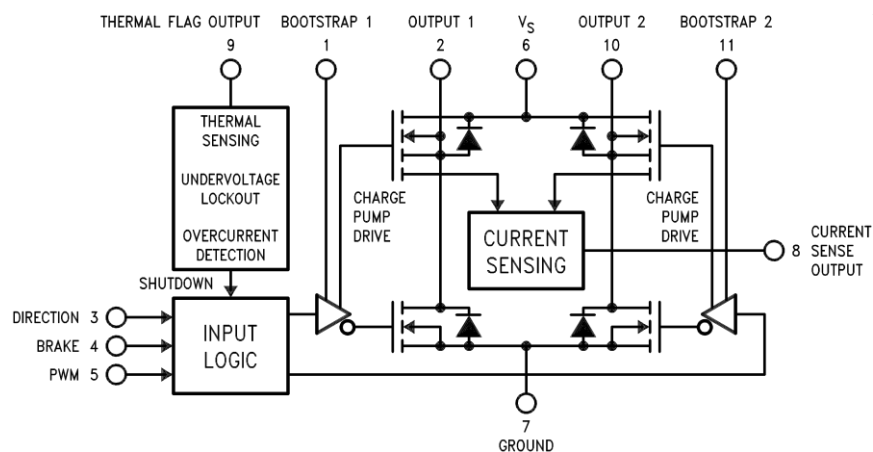 THERMAL FLAG OUTPUT
9
BOOTSTRAP 1
1
OUTPUT 1
2
VS
6
OUTPUT 2
10
BOOTSTRAP 2
11
THERMAL
SENSING
UNDERVOLTAGE
LOCKOUT
OVERCURRENT
DETECTION
SHUTDOWN
CHARGE
PUMP
DRIVE
CURRENT
SENSING
CHARGE
PUMP
DRIVE
8 CURRENT
SENSE
OUTPUT
DIRECTION 3
BRAKE 4
PWM 5
INPUT
LOGIC
7
GROUND